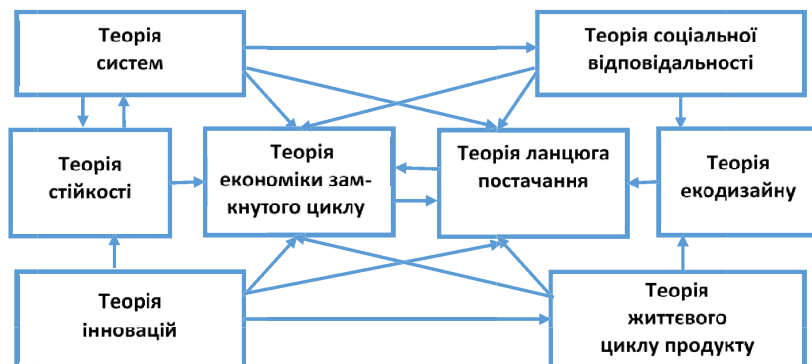 Теорія
систем
Теорія соціальної
відповідальності
Теорія
стійкості
Теорія
економіки зам-
кнутого циклу
Теорія ланцюга
постачання
Теорія
екодизайну
Теорія
інновацій
Теорія
життєвого
циклу продукту